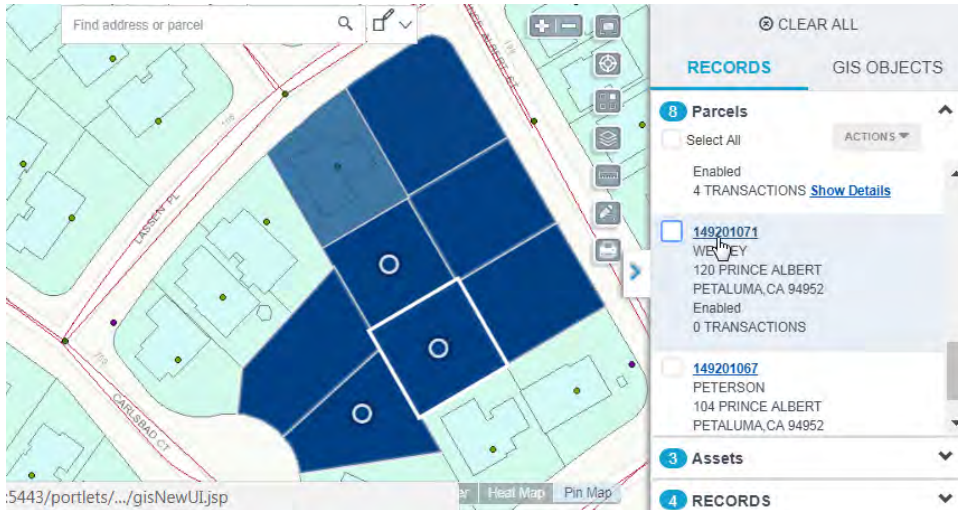 Find address or parcel
CLEAR ALL
RECORDS
GIS OBJECTS
8 Parcels
Select All
ACTIONS
Enabled
4 TRANSACTIONS Show Details
149201071
120 PRINCE ALBERT
PETALUMA,CA 94952
Enabled
0 TRANSACTIONS
149201067
PETERSON
104 PRINCE ALBERT
PETALUMA,CA 94952
3 Assets
4 RECORDS
LASSEN PL
CARLSBAD CT
ALBERT ST
:5443/portlets/.../gisNewUI.jsp
Heat Map
Pin Map